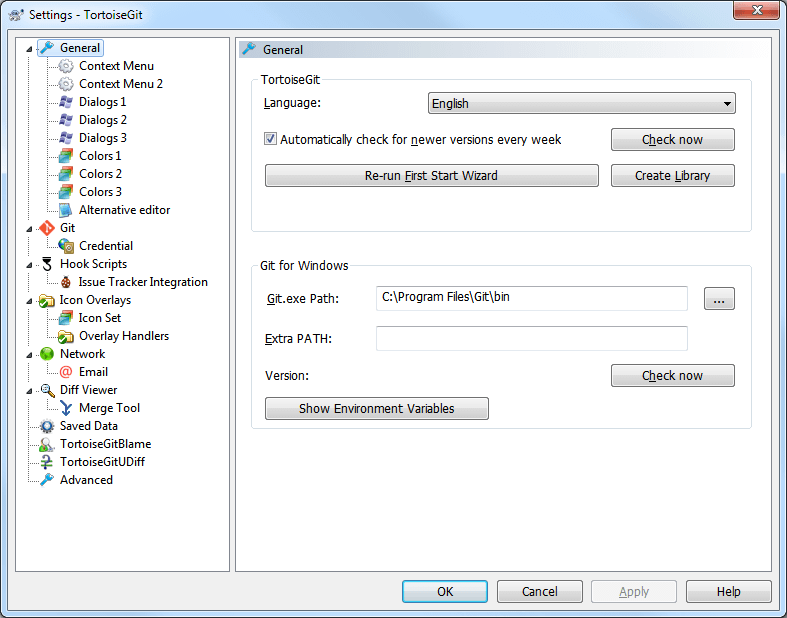 Settings - TortoiseGit
General
Context Menu
Context Menu 2
Dialogs 1
Dialogs 2
Dialogs 3
Colors 1
Colors 2
Colors 3
Alternative editor
Git
Credential
Hook Scripts
Issue Tracker Integration
Icon Overlays
Icon Set
Overlay Handlers
Network
Email
Diff Viewer
Merge Tool
Saved Data
TortoiseGitBlame
TortoiseGitUDiff
Advanced
General
TortoiseGit
Language: English
Automatically check for newer versions every week Check now
Re-run First Start Wizard Create Library
Git for Windows
Git.exe Path: C:\Program Files\Git\bin ...
Extra PATH:
Version: Check now
Show Environment Variables
OK Cancel Apply Help